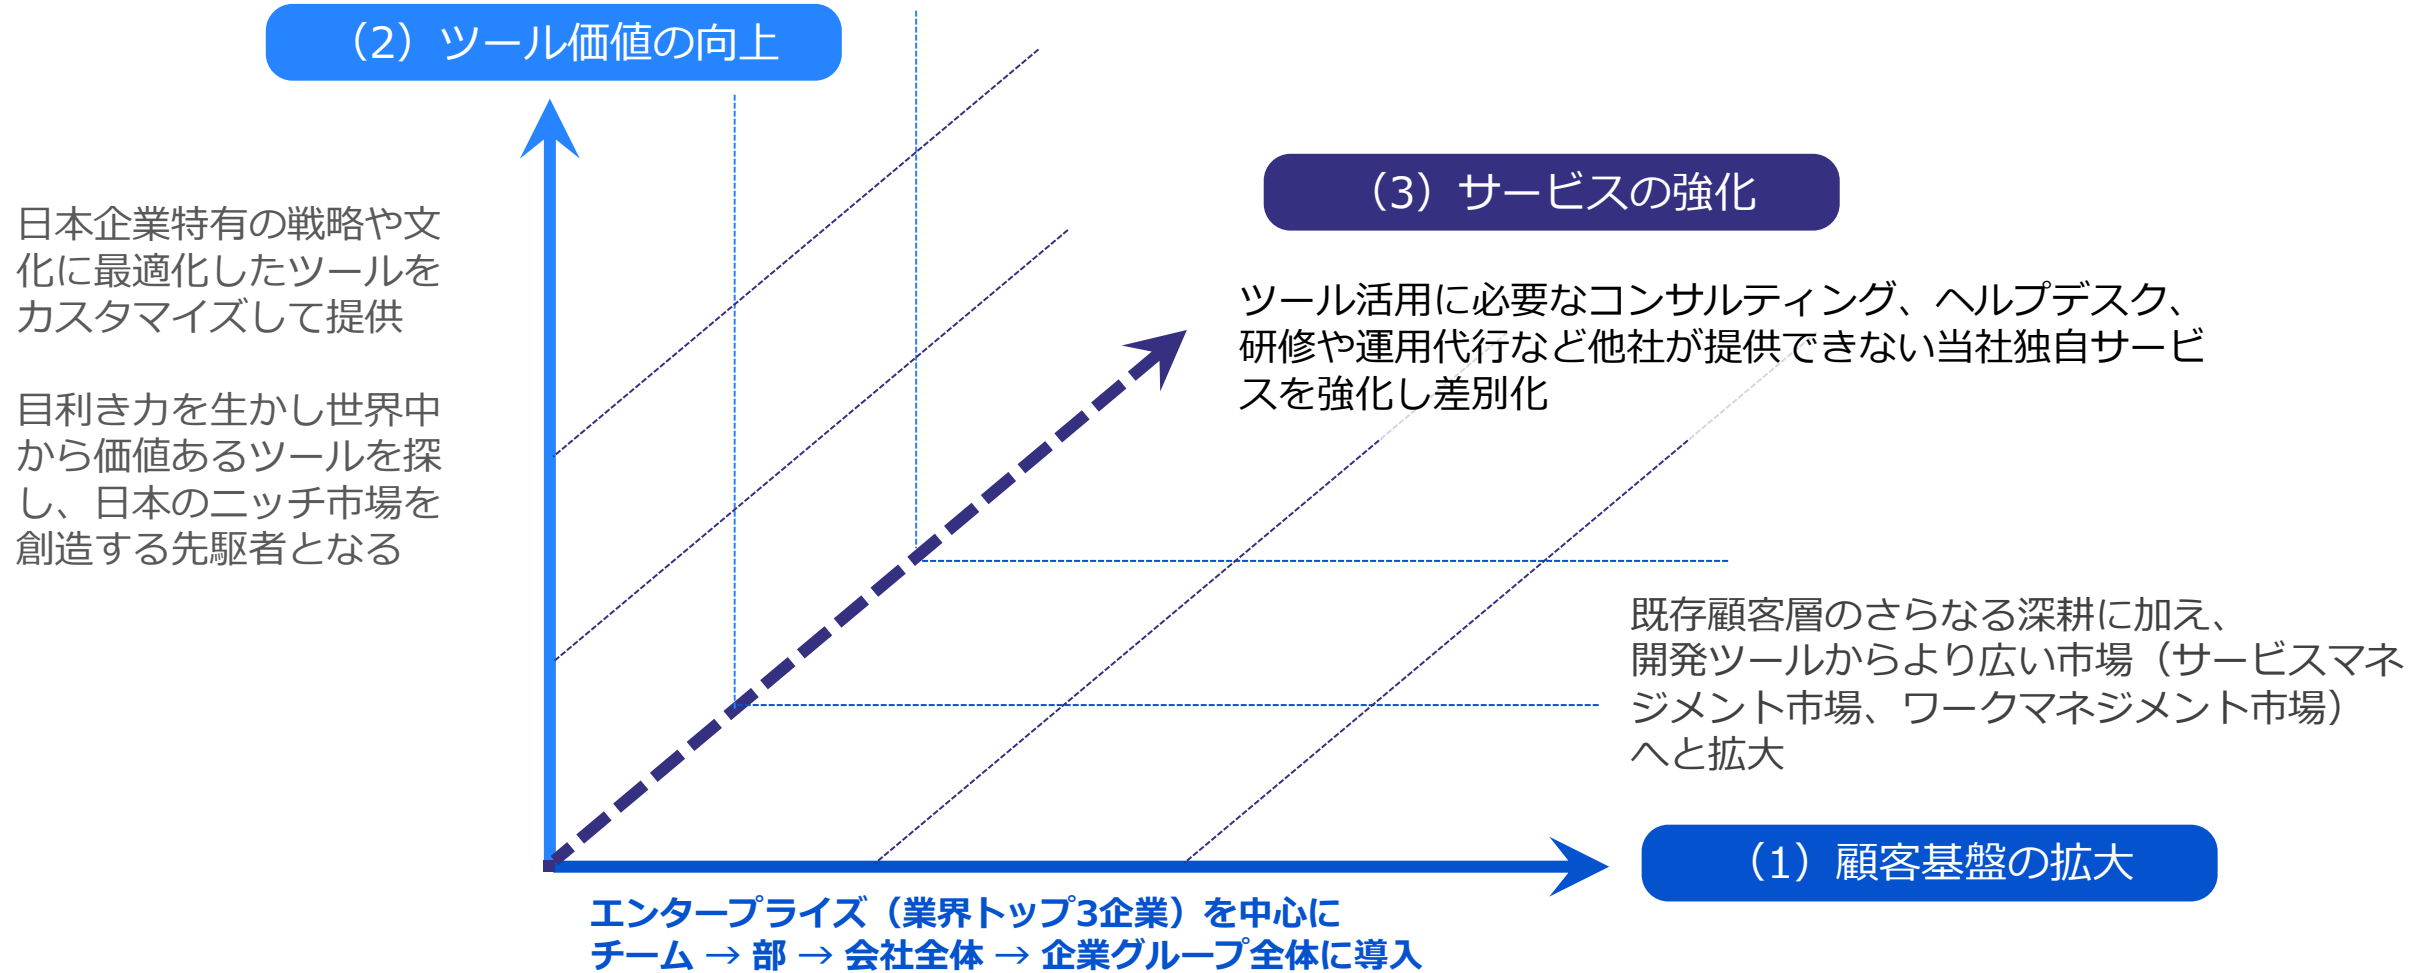 （2）ツール価値の向上
日本企業特有の戦略や文
化に最適化したツールを
カスタマイズして提供
目利き力を生かし世界中
から価値あるツールを探
し、日本のニッチ市場を
創造する先駆者となる
（3）サービスの強化
ツール活用に必要なコンサルティング、ヘルプデスク、
研修や運用代行など他社が提供できない当社独自サービ
スを強化し差別化
既存顧客層のさらなる深耕に加え、
開発ツールからより広い市場（サービスマネ
ジメント市場、ワークマネジメント市場）
へと拡大
（1）顧客基盤の拡大
エンタープライズ（業界トップ3企業）を中心に
チーム → 部 → 会社全体 → 企業グループ全体に導入